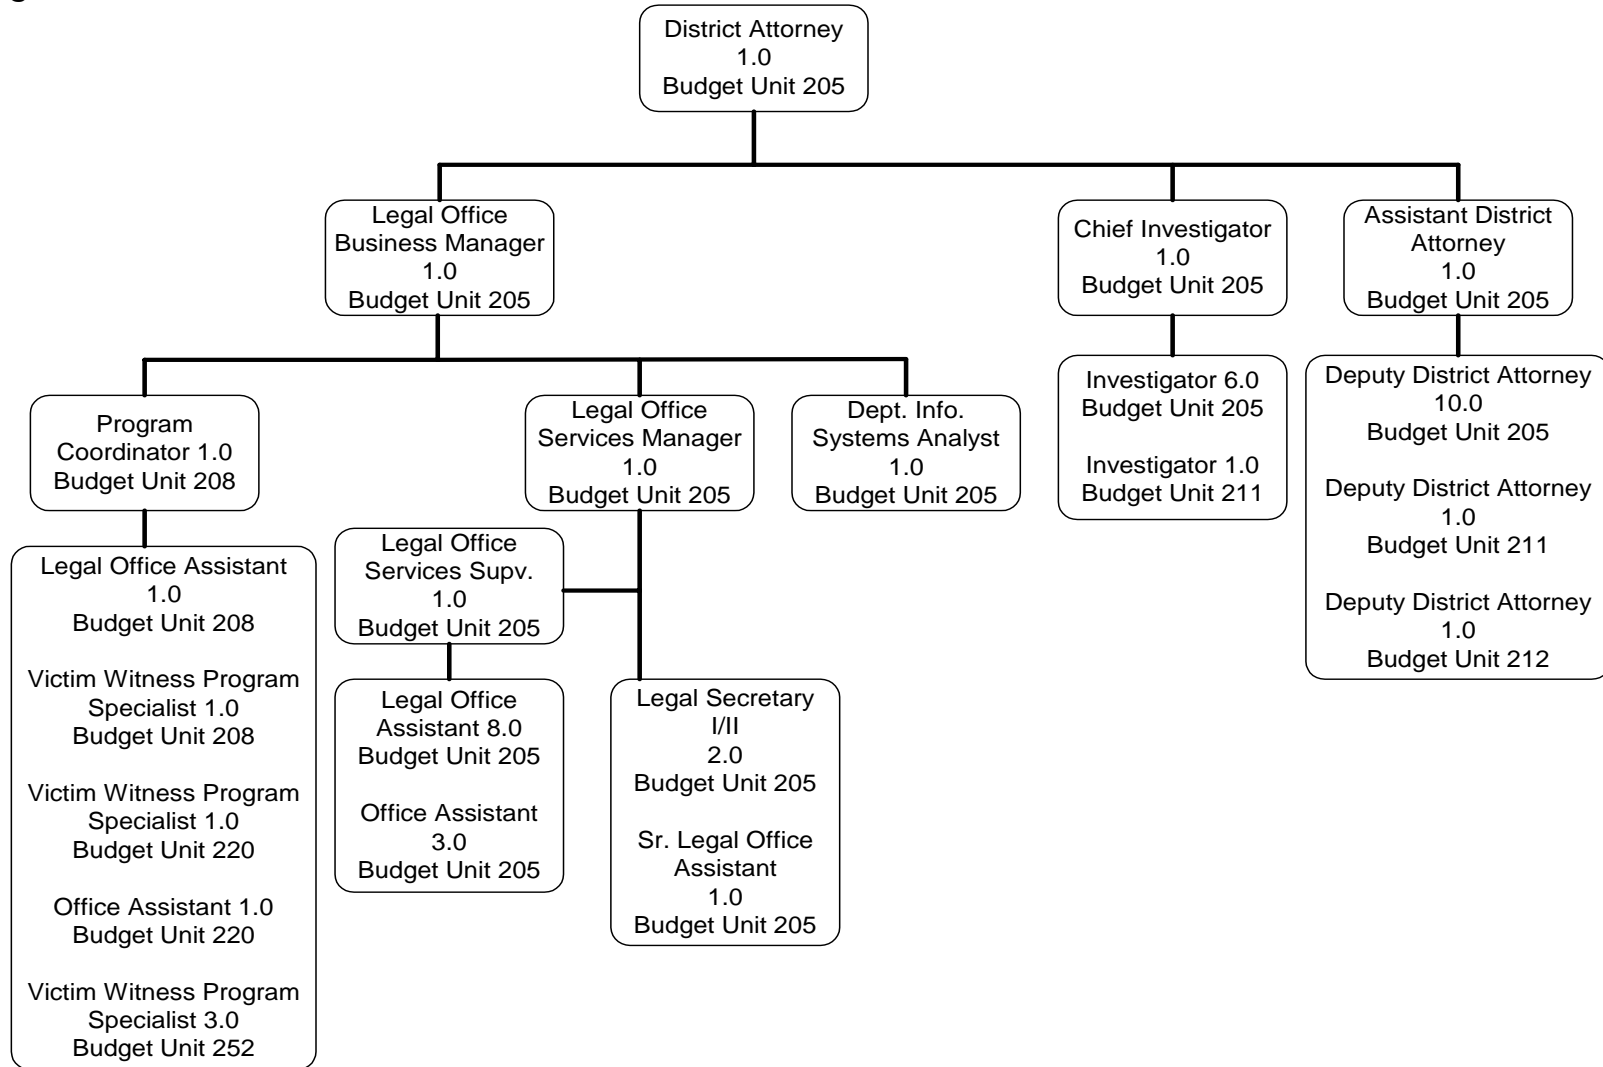 District Attorney
1.0
Budget Unit 205
Legal Office
Business Manager
1.0
Budget Unit 205
Chief Investigator
1.0
Budget Unit 205
Assistant District
Attorney
1.0
Budget Unit 205
Program
Coordinator 1.0
Budget Unit 208
Legal Office
Services Manager
1.0
Budget Unit 205
Dept. Info.
Systems Analyst
1.0
Budget Unit 205
Investigator 6.0
Budget Unit 205
Investigator 1.0
Budget Unit 211
Deputy District Attorney
10.0
Budget Unit 205
Deputy District Attorney
1.0
Budget Unit 211
Deputy District Attorney
1.0
Budget Unit 212
Legal Office Assistant
1.0
Budget Unit 208
Victim Witness Program
Specialist 1.0
Budget Unit 208
Victim Witness Program
Specialist 1.0
Budget Unit 220
Office Assistant 1.0
Budget Unit 220
Victim Witness Program
Specialist 3.0
Budget Unit 252
Legal Office
Services Supv.
1.0
Budget Unit 205
Legal Office
Assistant 8.0
Budget Unit 205
Office Assistant
3.0
Budget Unit 205
Legal Secretary
I/II
2.0
Budget Unit 205
Sr. Legal Office
Assistant
1.0
Budget Unit 205